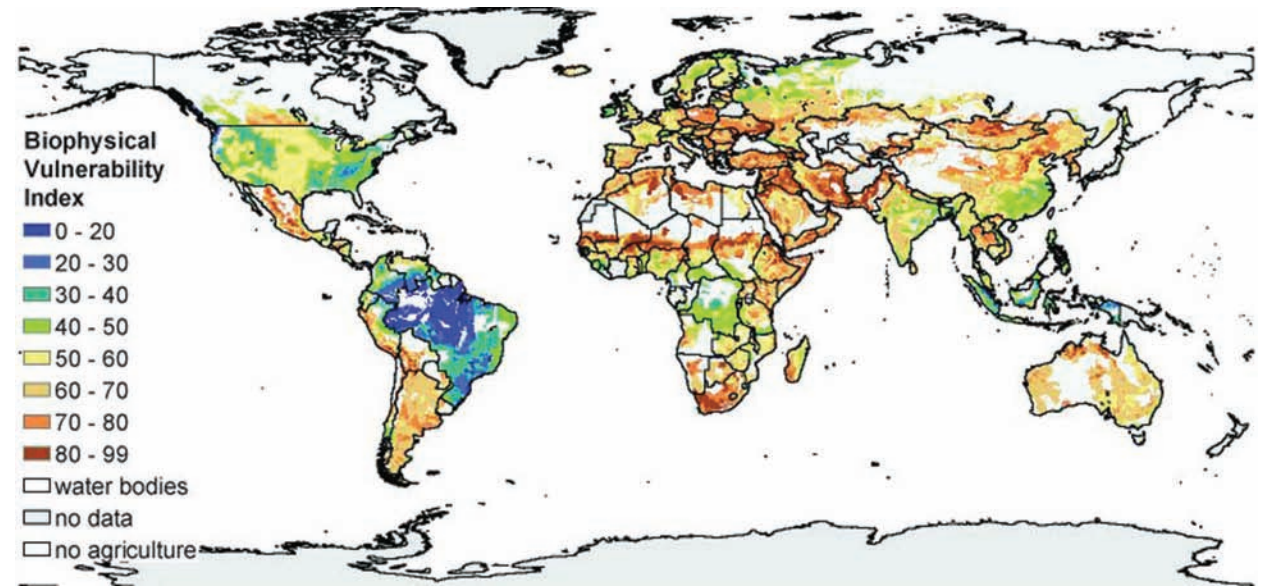 Biophysical
Vulnerability
Index
0 - 20
20 - 30
30 - 40
40 - 50
50 - 60
60 - 70
70 - 80
80 - 99
water bodies
no data
no agriculture